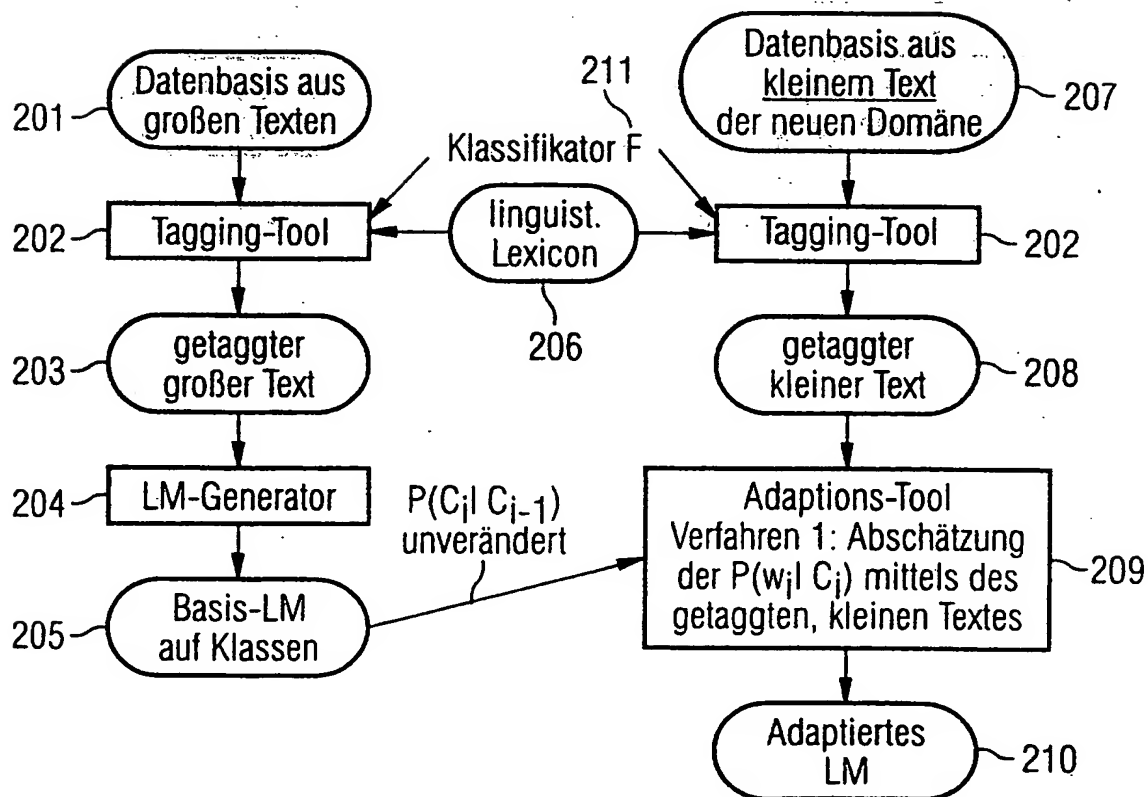 Datenbasis aus
großen Texten
201
211
Klassifikator F
Datenbasis aus
kleinem Text
der neuen Domäne
207
202
Tagging-Tool
linguist.
Lexicon
206
Tagging-Tool
202
203
getaggter
großer Text
getaggter
kleiner Text
208
204
LM-Generator
P(Ci| Ci-1)
unverändert
205
Basis-LM
auf Klassen
Adaptions-Tool
Verfahren 1: Abschätzung
der P(wi| Ci) mittels des
getaggten, kleinen Textes
209
Adaptiertes
LM
210